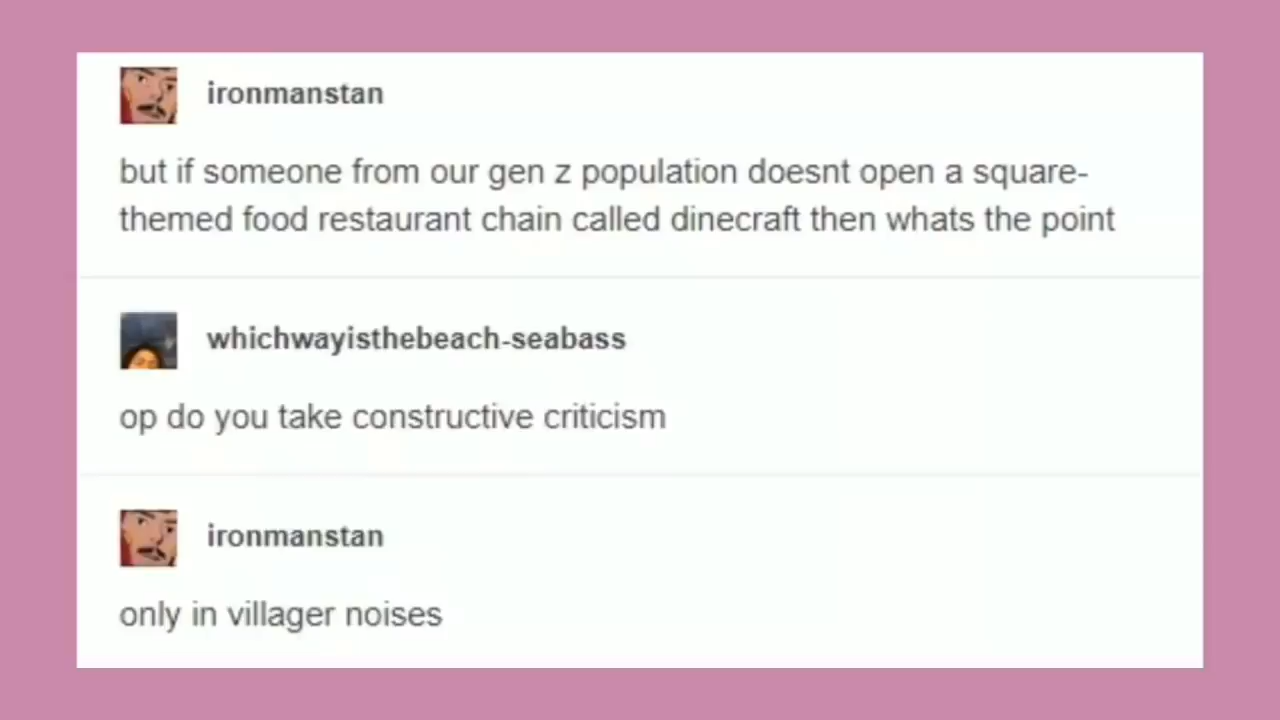 ironmanstan
but if someone from our gen z population doesnt open a square-
themed food restaurant chain called dinecraft then whats the point
whichwayisthebeach-seabass
op do you take constructive criticism
ironmanstan
only in villager noises